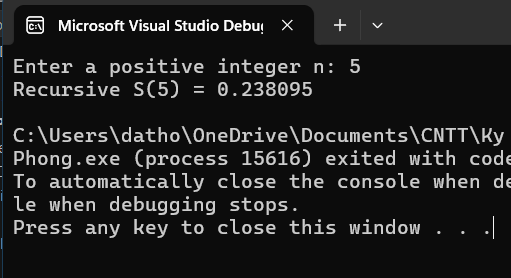 Microsoft Visual Studio Debu
Enter a positive integer n: 5
Recursive S(5) = 0.238095
C:\Users\datho\OneDrive\Documents\CNTT\Ky
Phong.exe (process 15616) exited with code
To automatically close the console when de
le when debugging stops.
Press any key to close this window . . .